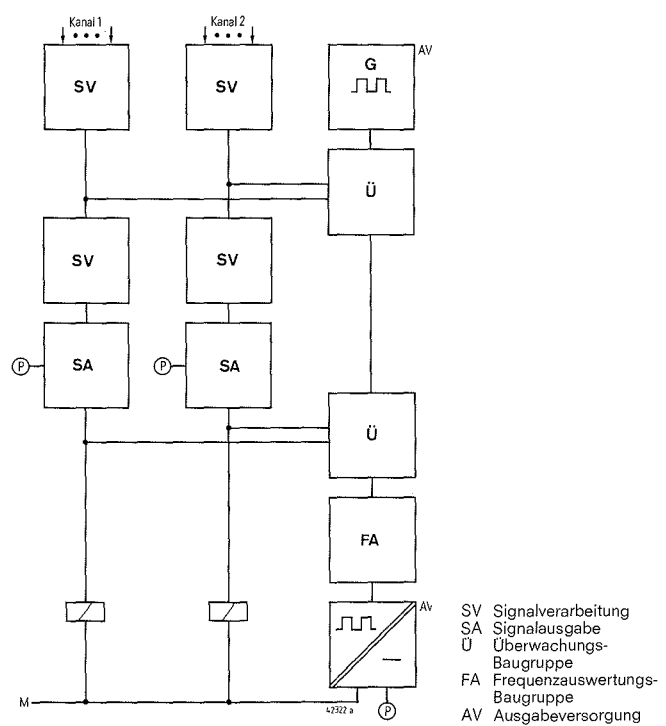 Kanal 1
Kanal 2
SV
SV
G
AV
Ü
SV
SV
P
SA
P
SA
Ü
FA
AV
M
42322 a
P
SV Signalverarbeitung
SA Signalausgabe
Ü Überwachungs-
Baugruppe
FA Frequenzauswertungs-
Baugruppe
AV Ausgabeversorgung